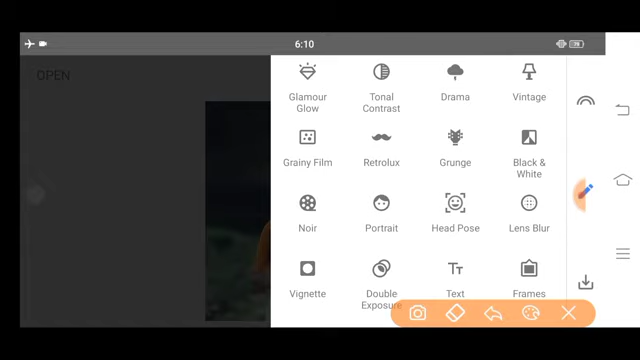 6:10
78
OPEN
Glamour Glow
Tonal Contrast
Drama
Vintage
Grainy Film
Retrolux
Grunge
Black & White
Noir
Portrait
Head Pose
Lens Blur
Vignette
Double Exposure
Text
Frames